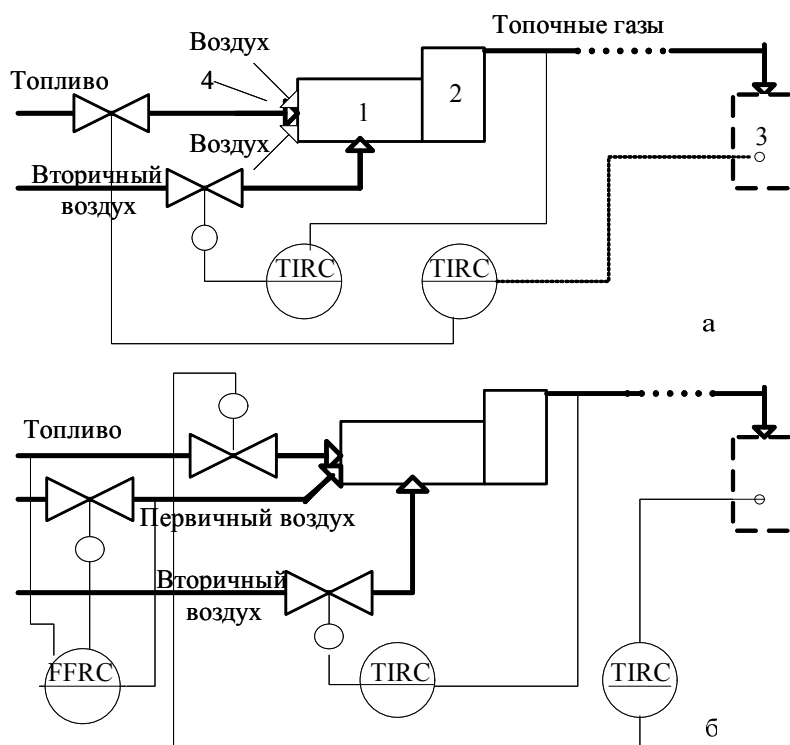 Топочные газы
Воздух
4
Топливо
1
2
3
Воздух
Вторичный
воздух
TIRC
TIRC
а
Топливо
Первичный воздух
Вторичный
воздух
FFRC
TIRC
TIRC
б